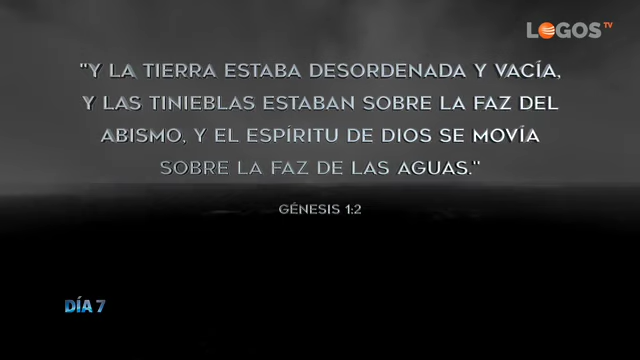 LOGOS TV
"Y LA TIERRA ESTABA DESORDENADA Y VACÍA,
Y LAS TINIEBLAS ESTABAN SOBRE LA FAZ DEL
ABISMO, Y EL ESPÍRITU DE DIOS SE MOVÍA
SOBRE LA FAZ DE LAS AGUAS."
GÉNESIS 1:2
DÍA 7